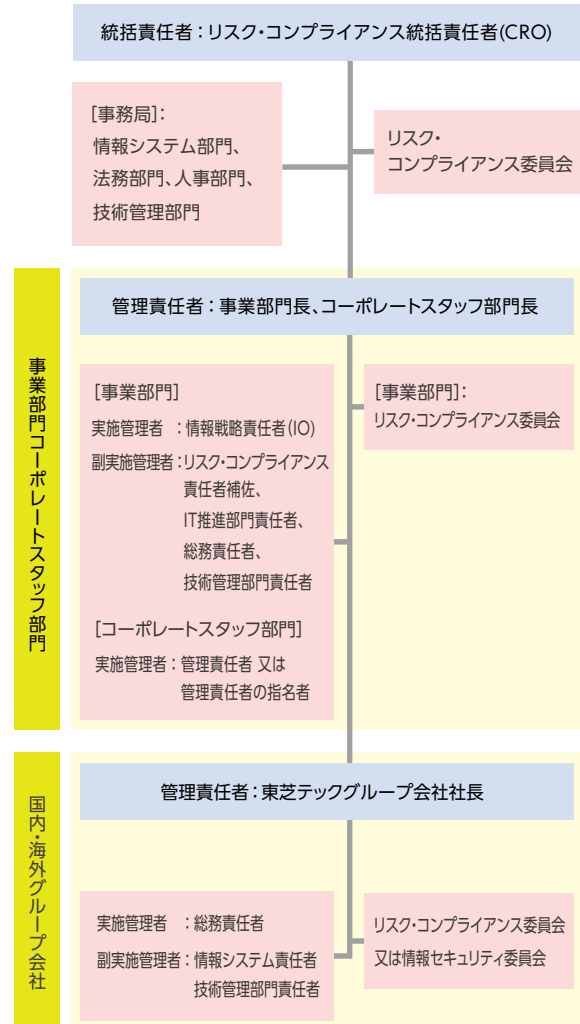 統括責任者：リスク・コンプライアンス統括責任者(CRO)
[事務局]：
情報システム部門、
法務部門、人事部門、
技術管理部門
リスク・
コンプライアンス委員会
事業部門コーポレートスタッフ部門
管理責任者：事業部門長、コーポレートスタッフ部門長
[事業部門]
実施管理者：情報戦略責任者(IO)
副実施管理者：リスク・コンプライアンス
責任者補佐、
IT推進部門責任者、
総務責任者、
技術管理部門責任者
[コーポレートスタッフ部門]
実施管理者：管理責任者 又は
管理責任者の指名者
[事業部門]：
リスク・コンプライアンス委員会
国内・海外グループ会社
管理責任者：東芝テックグループ会社社長
実施管理者：総務責任者
副実施管理者：情報システム責任者
技術管理部門責任者
リスク・コンプライアンス委員会
又は情報セキュリティ委員会